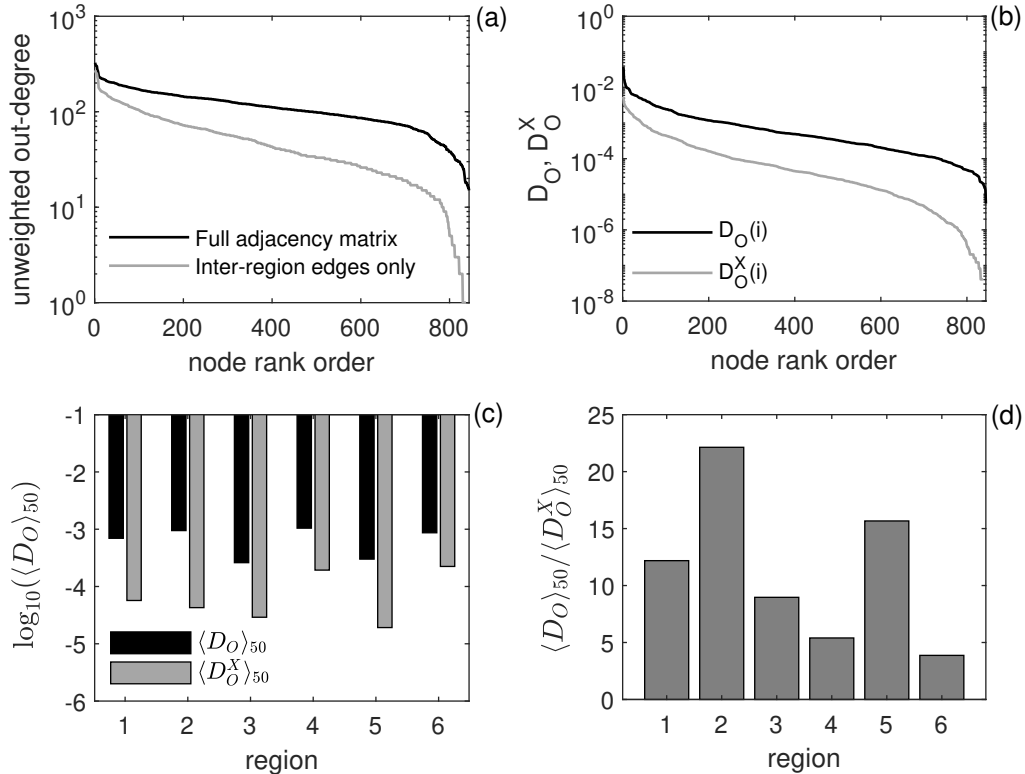 (a)
unweighted out-degree
10^3
10^2
10^1
10^0
Full adjacency matrix
Inter-region edges only
0 200 400 600 800
node rank order
(b)
D_O, D_O^X
10^0
10^-2
10^-4
10^-6
10^-8
D_O(i)
D_O^X(i)
0 200 400 600 800
node rank order
(c)
log_10(⟨D_O⟩_50)
-1
-2
-3
-4
-5
-6
⟨D_O⟩_50
⟨D_O^X⟩_50
1 2 3 4 5 6
region
(d)
⟨D_O⟩_50/⟨D_O^X⟩_50
25
20
15
10
5
0
1 2 3 4 5 6
region